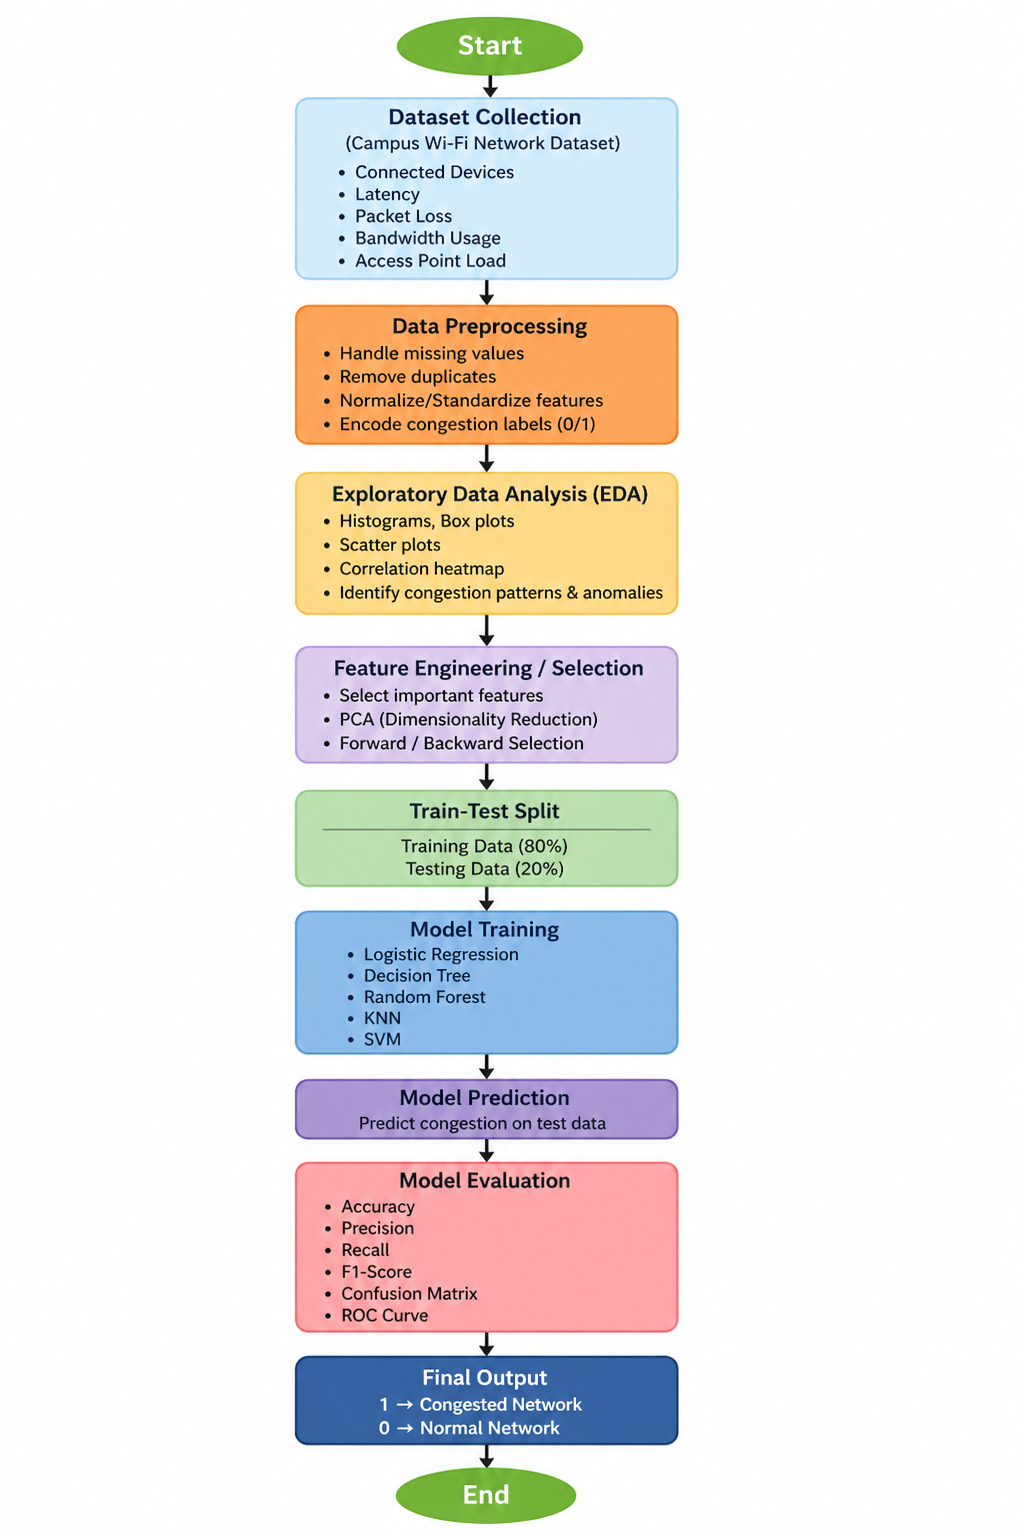 Start
Dataset Collection
(Campus Wi-Fi Network Dataset)
• Connected Devices
• Latency
• Packet Loss
• Bandwidth Usage
• Access Point Load
Data Preprocessing
• Handle missing values
• Remove duplicates
• Normalize/Standardize features
• Encode congestion labels (0/1)
Exploratory Data Analysis (EDA)
• Histograms, Box plots
• Scatter plots
• Correlation heatmap
• Identify congestion patterns & anomalies
Feature Engineering / Selection
• Select important features
• PCA (Dimensionality Reduction)
• Forward / Backward Selection
Train-Test Split
Training Data (80%)
Testing Data (20%)
Model Training
• Logistic Regression
• Decision Tree
• Random Forest
• KNN
• SVM
Model Prediction
Predict congestion on test data
Model Evaluation
• Accuracy
• Precision
• Recall
• F1-Score
• Confusion Matrix
• ROC Curve
Final Output
1 → Congested Network
0 → Normal Network
End